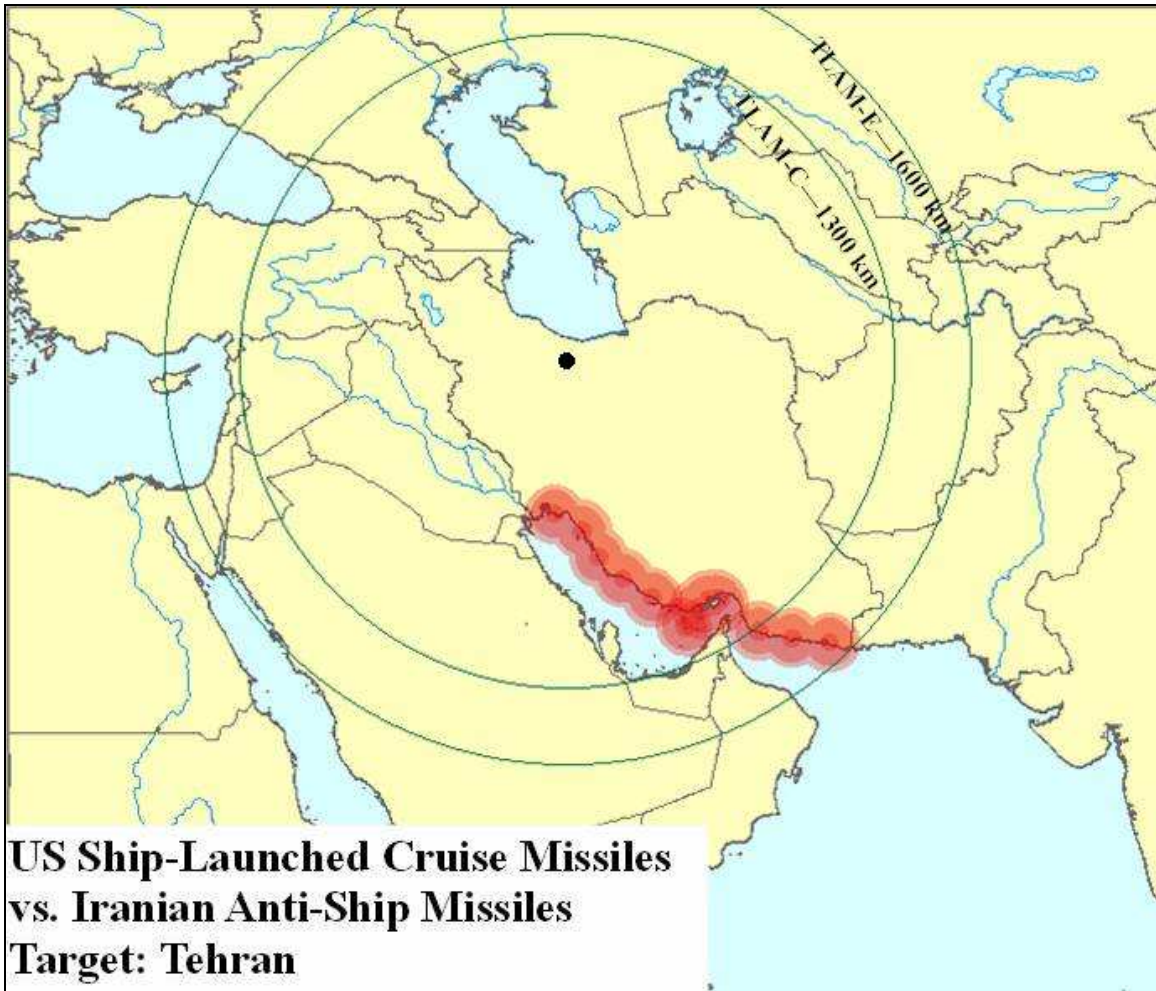 TLAM-E—1600 km
TLAM-C—1300 km
US Ship-Launched Cruise Missiles
vs. Iranian Anti-Ship Missiles
Target: Tehran